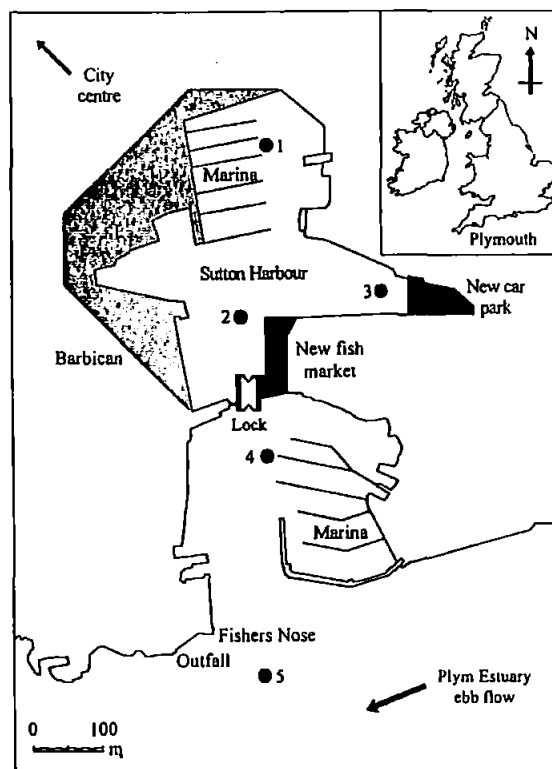 City
centre
N
Plymouth
1
Marina
Sutton Harbour
3
New car
park
2
Barbican
New fish
market
Lock
4
Marina
Fishers Nose
Outfall
5
Plym Estuary
ebb flow
0 100
m